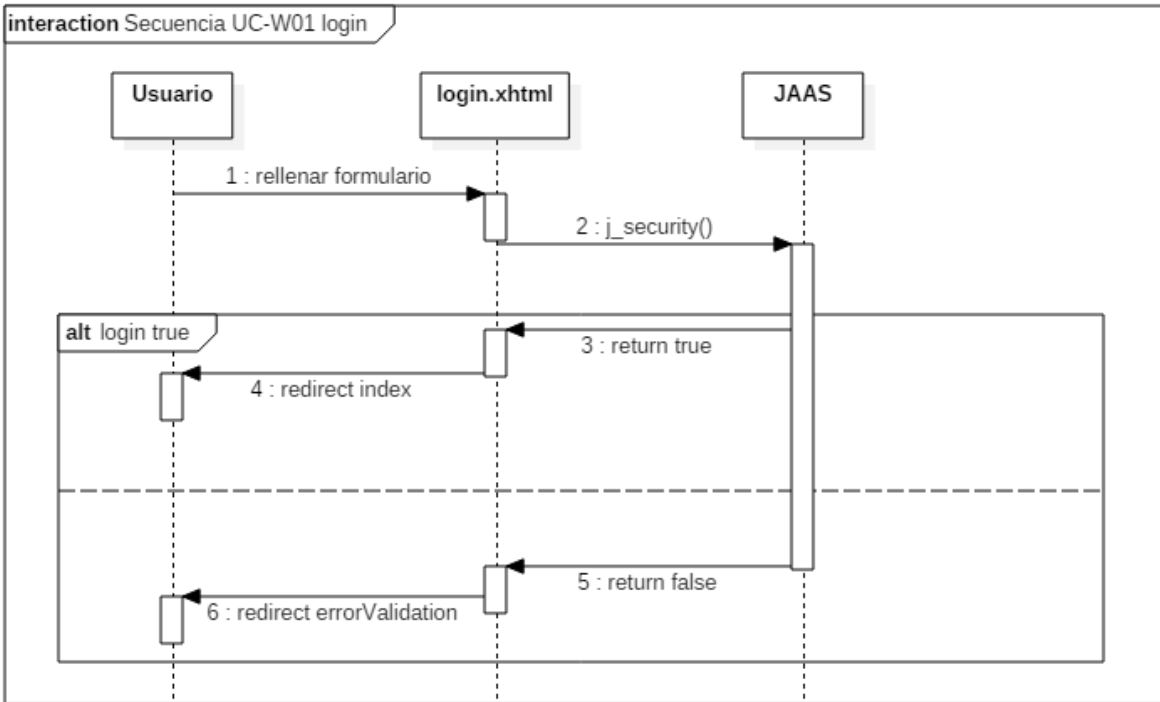 interaction Secuencia UC-W01 login
Usuario
login.xhtml
JAAS
1 : rellenar formulario
2 : j_security()
alt login true
3 : return true
4 : redirect index
5 : return false
6 : redirect errorValidation